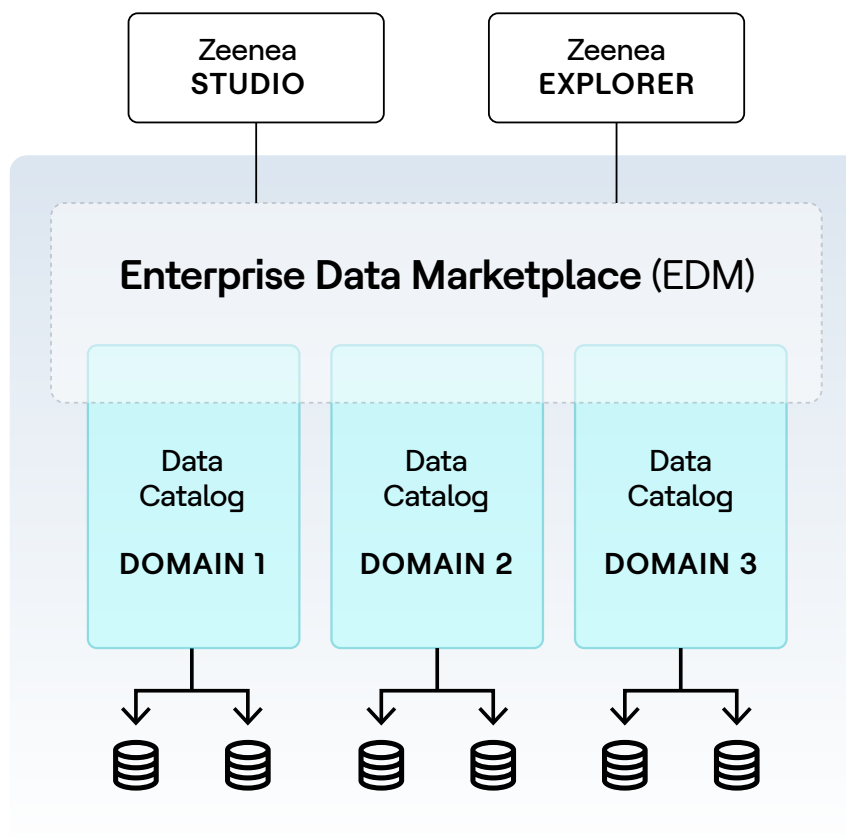 Zeenea
STUDIO
Zeenea
EXPLORER
Enterprise Data Marketplace (EDM)
Data
Catalog
DOMAIN 1
Data
Catalog
DOMAIN 2
Data
Catalog
DOMAIN 3